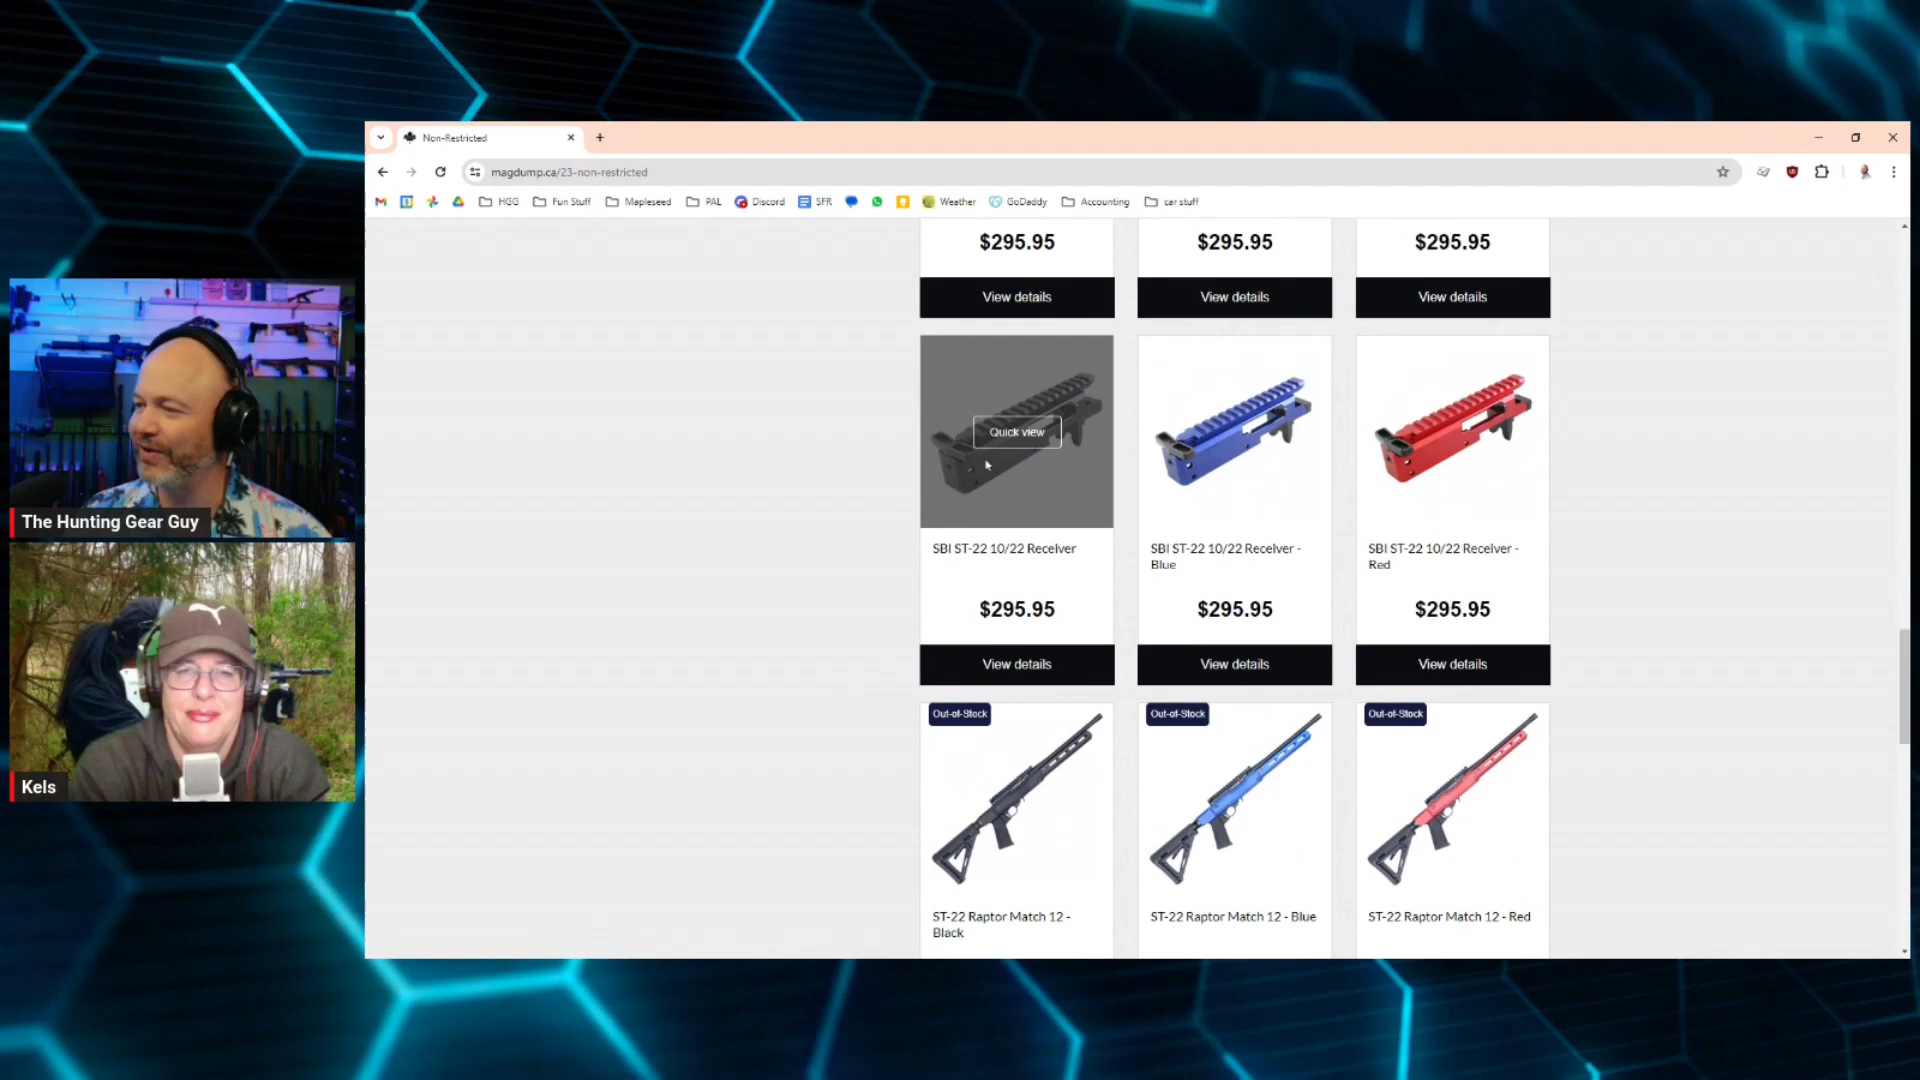 Non-Restricted
magdump.ca/23-non-restricted
HGG Fun Stuff Mapleseed PAL Discord SFR Weather GoDaddy Accounting car stuff
$295.95 $295.95 $295.95
View details View details View details
Quick view
SBI ST-22 10/22 Receiver
SBI ST-22 10/22 Receiver -
Blue
SBI ST-22 10/22 Receiver -
Red
$295.95 $295.95 $295.95
View details View details View details
Out-of-Stock Out-of-Stock Out-of-Stock
ST-22 Raptor Match 12 -
Black
ST-22 Raptor Match 12 - Blue
ST-22 Raptor Match 12 - Red
The Hunting Gear Guy
Kels